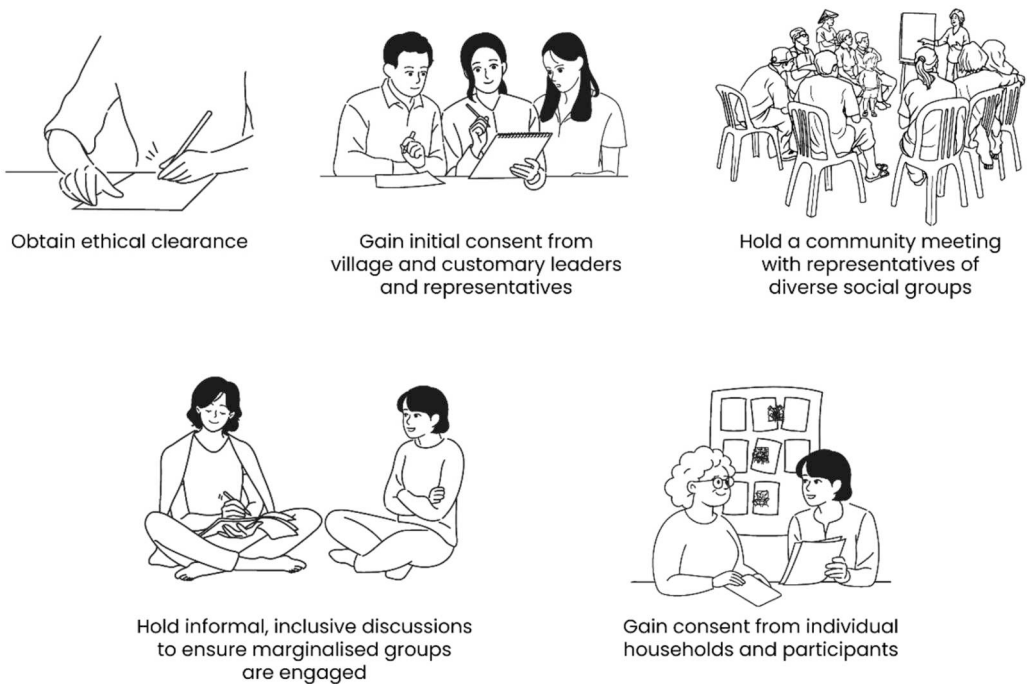 Obtain ethical clearance
Gain initial consent from
village and customary leaders
and representatives
Hold a community meeting
with representatives of
diverse social groups
Hold informal, inclusive discussions
to ensure marginalised groups
are engaged
Gain consent from individual
households and participants